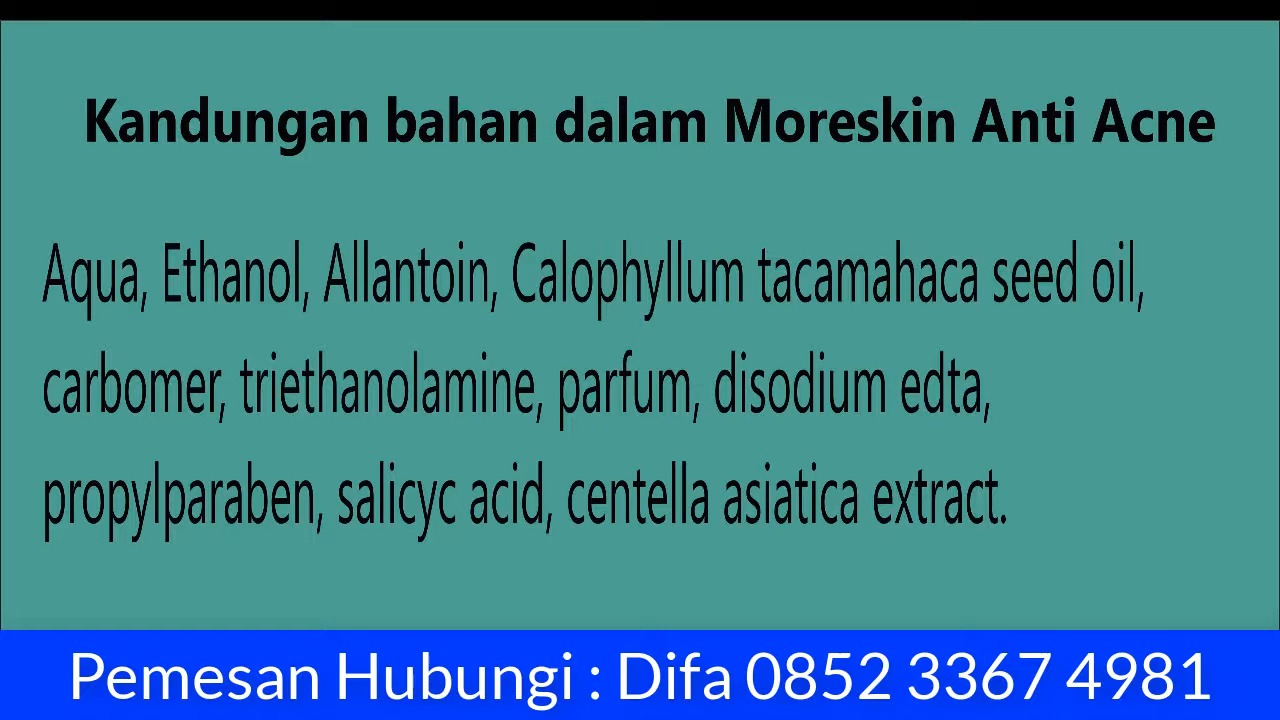 Kandungan bahan dalam Moreskin Anti Acne
Aqua, Ethanol, Allantoin, Calophyllum tacamahaca seed oil,
carbomer, triethanolamine, parfum, disodium edta,
propylparaben, salicyc acid, centella asiatica extract.
Pemesan Hubungi : Difa 0852 3367 4981